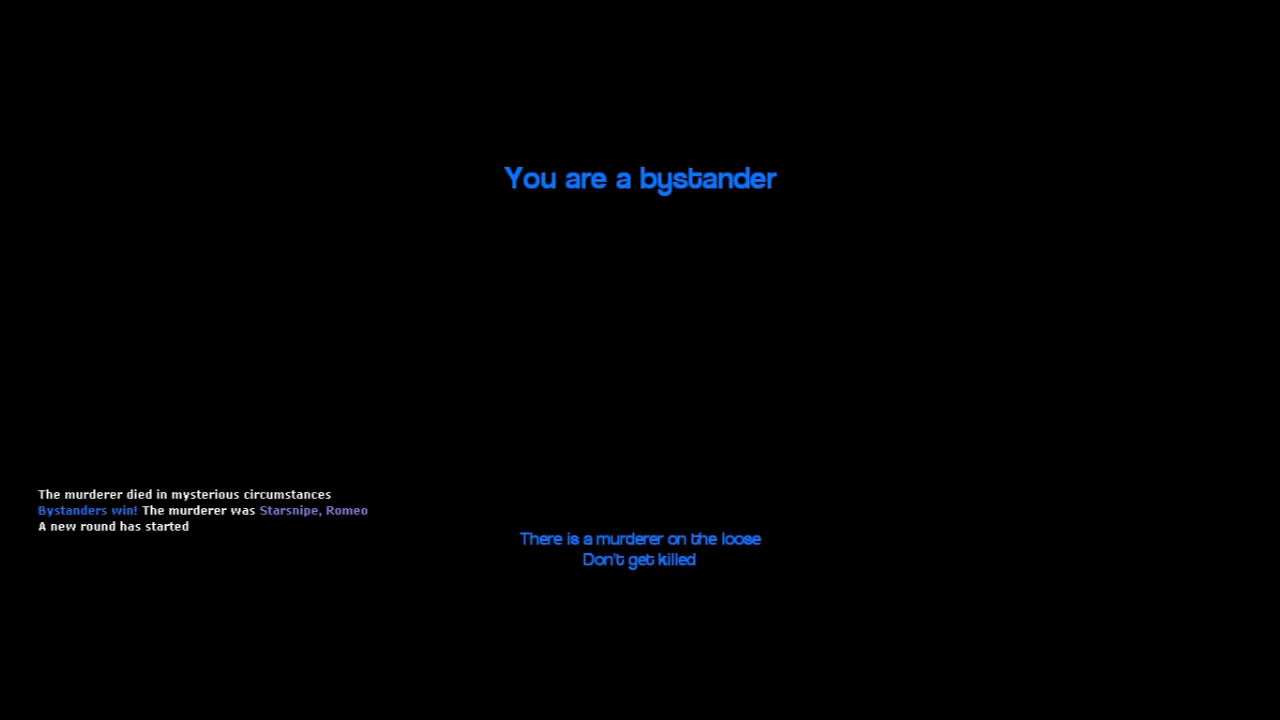 You are a bystander
The murderer died in mysterious circumstances
Bystanders win! The murderer was Starsnipe, Romeo
A new round has started
There is a murderer on the loose
Don't get killed